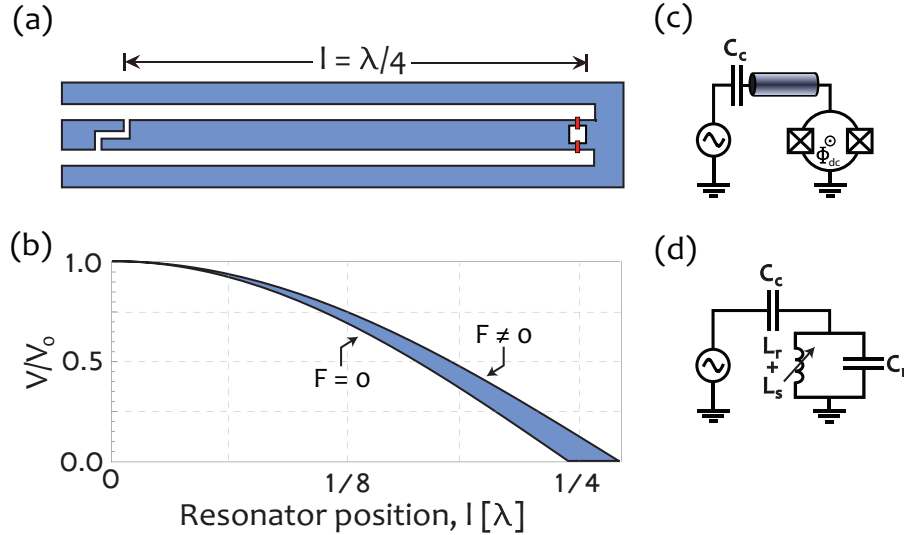 (a)
l = λ/4
(b)
V/V₀
1.0
0.5
0.0
F = 0
F ≠ 0
0
1/8
1/4
Resonator position, l [λ]
(c)
C_c
Φ_dc
(d)
C_c
L_r
+
L_s
C_r